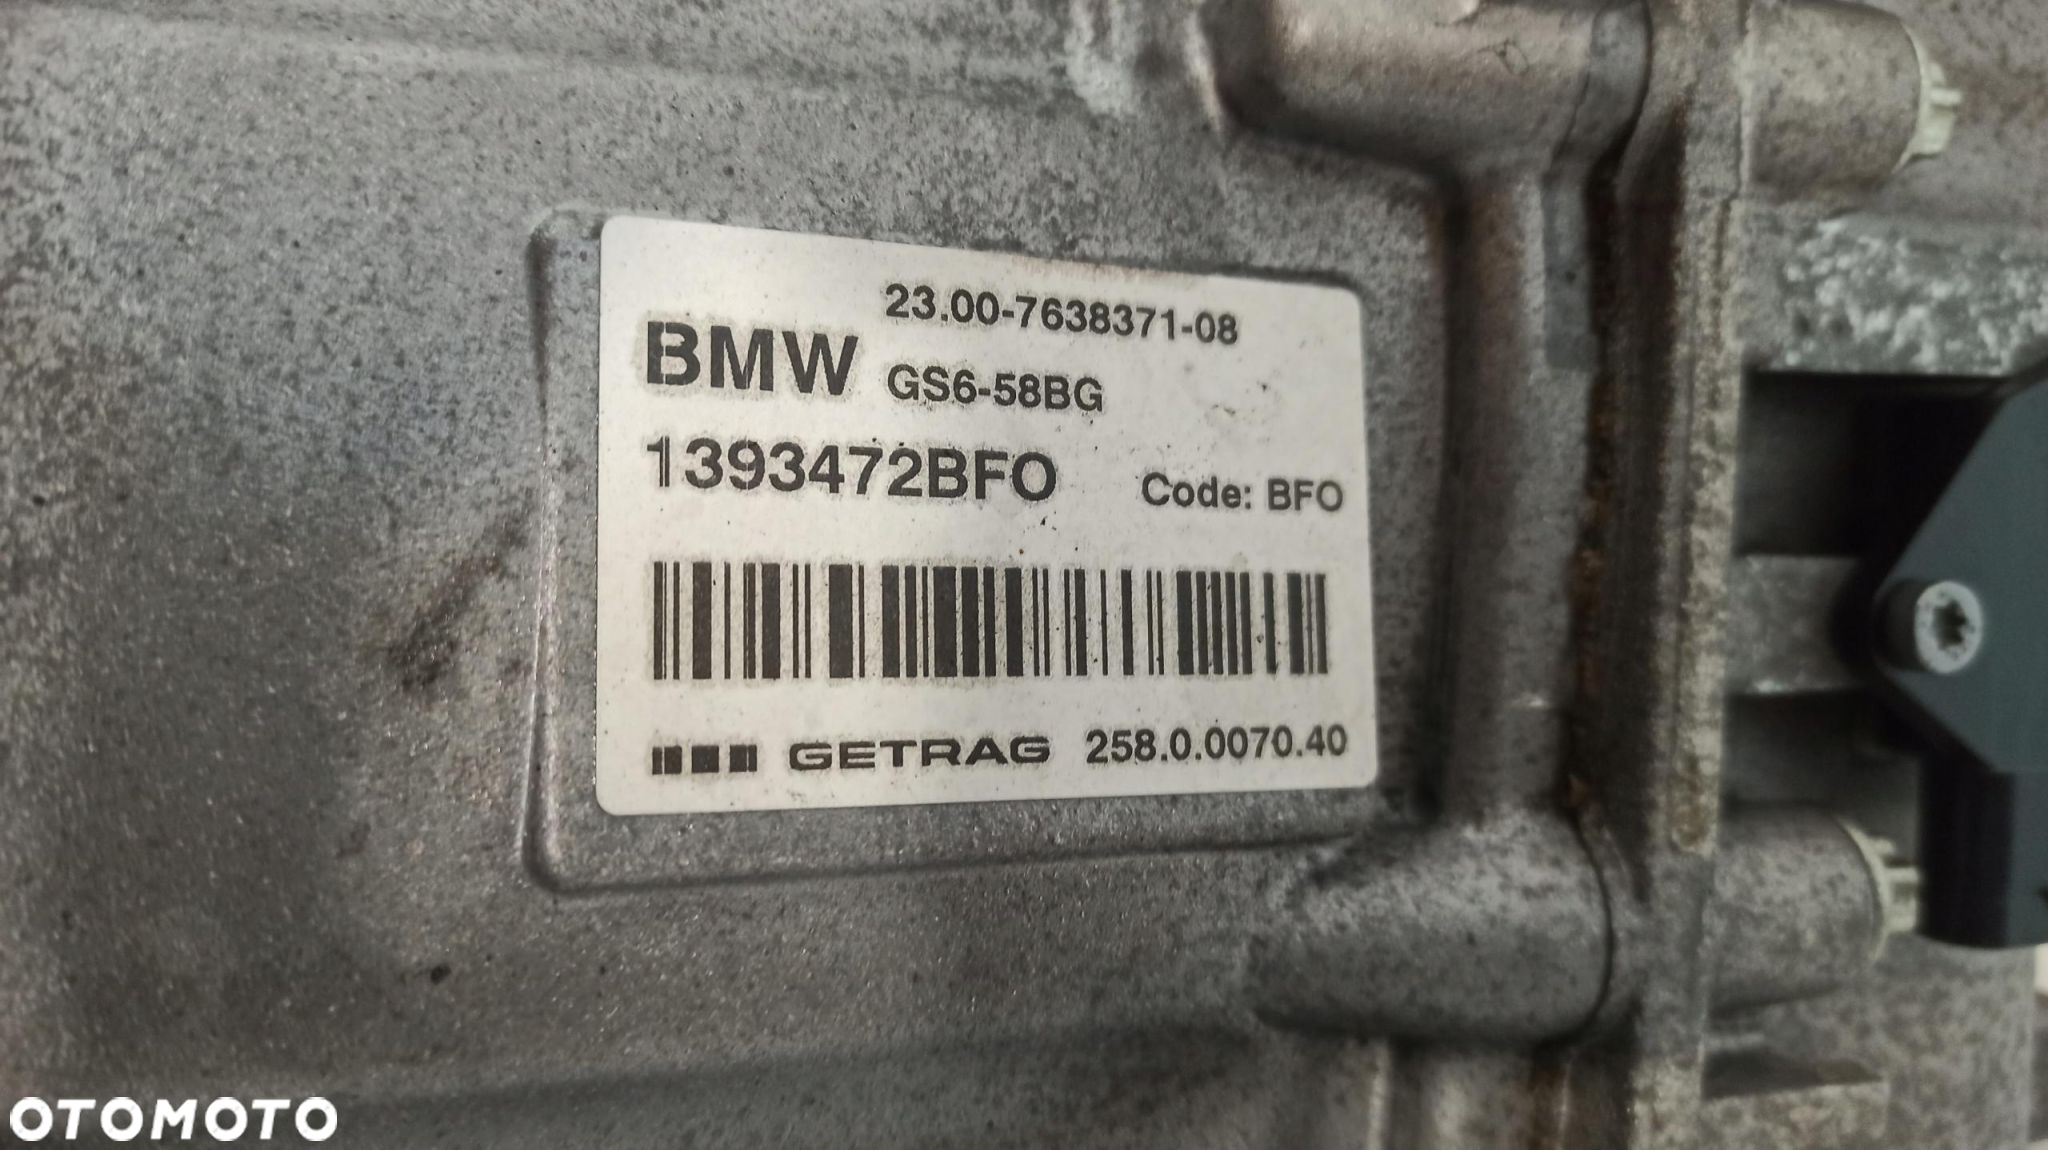 23.00-7638371-08
BMW GS6-58BG
1393472BFO Code: BFO
GETRAG 258.0.0070.40
OTOMOTO